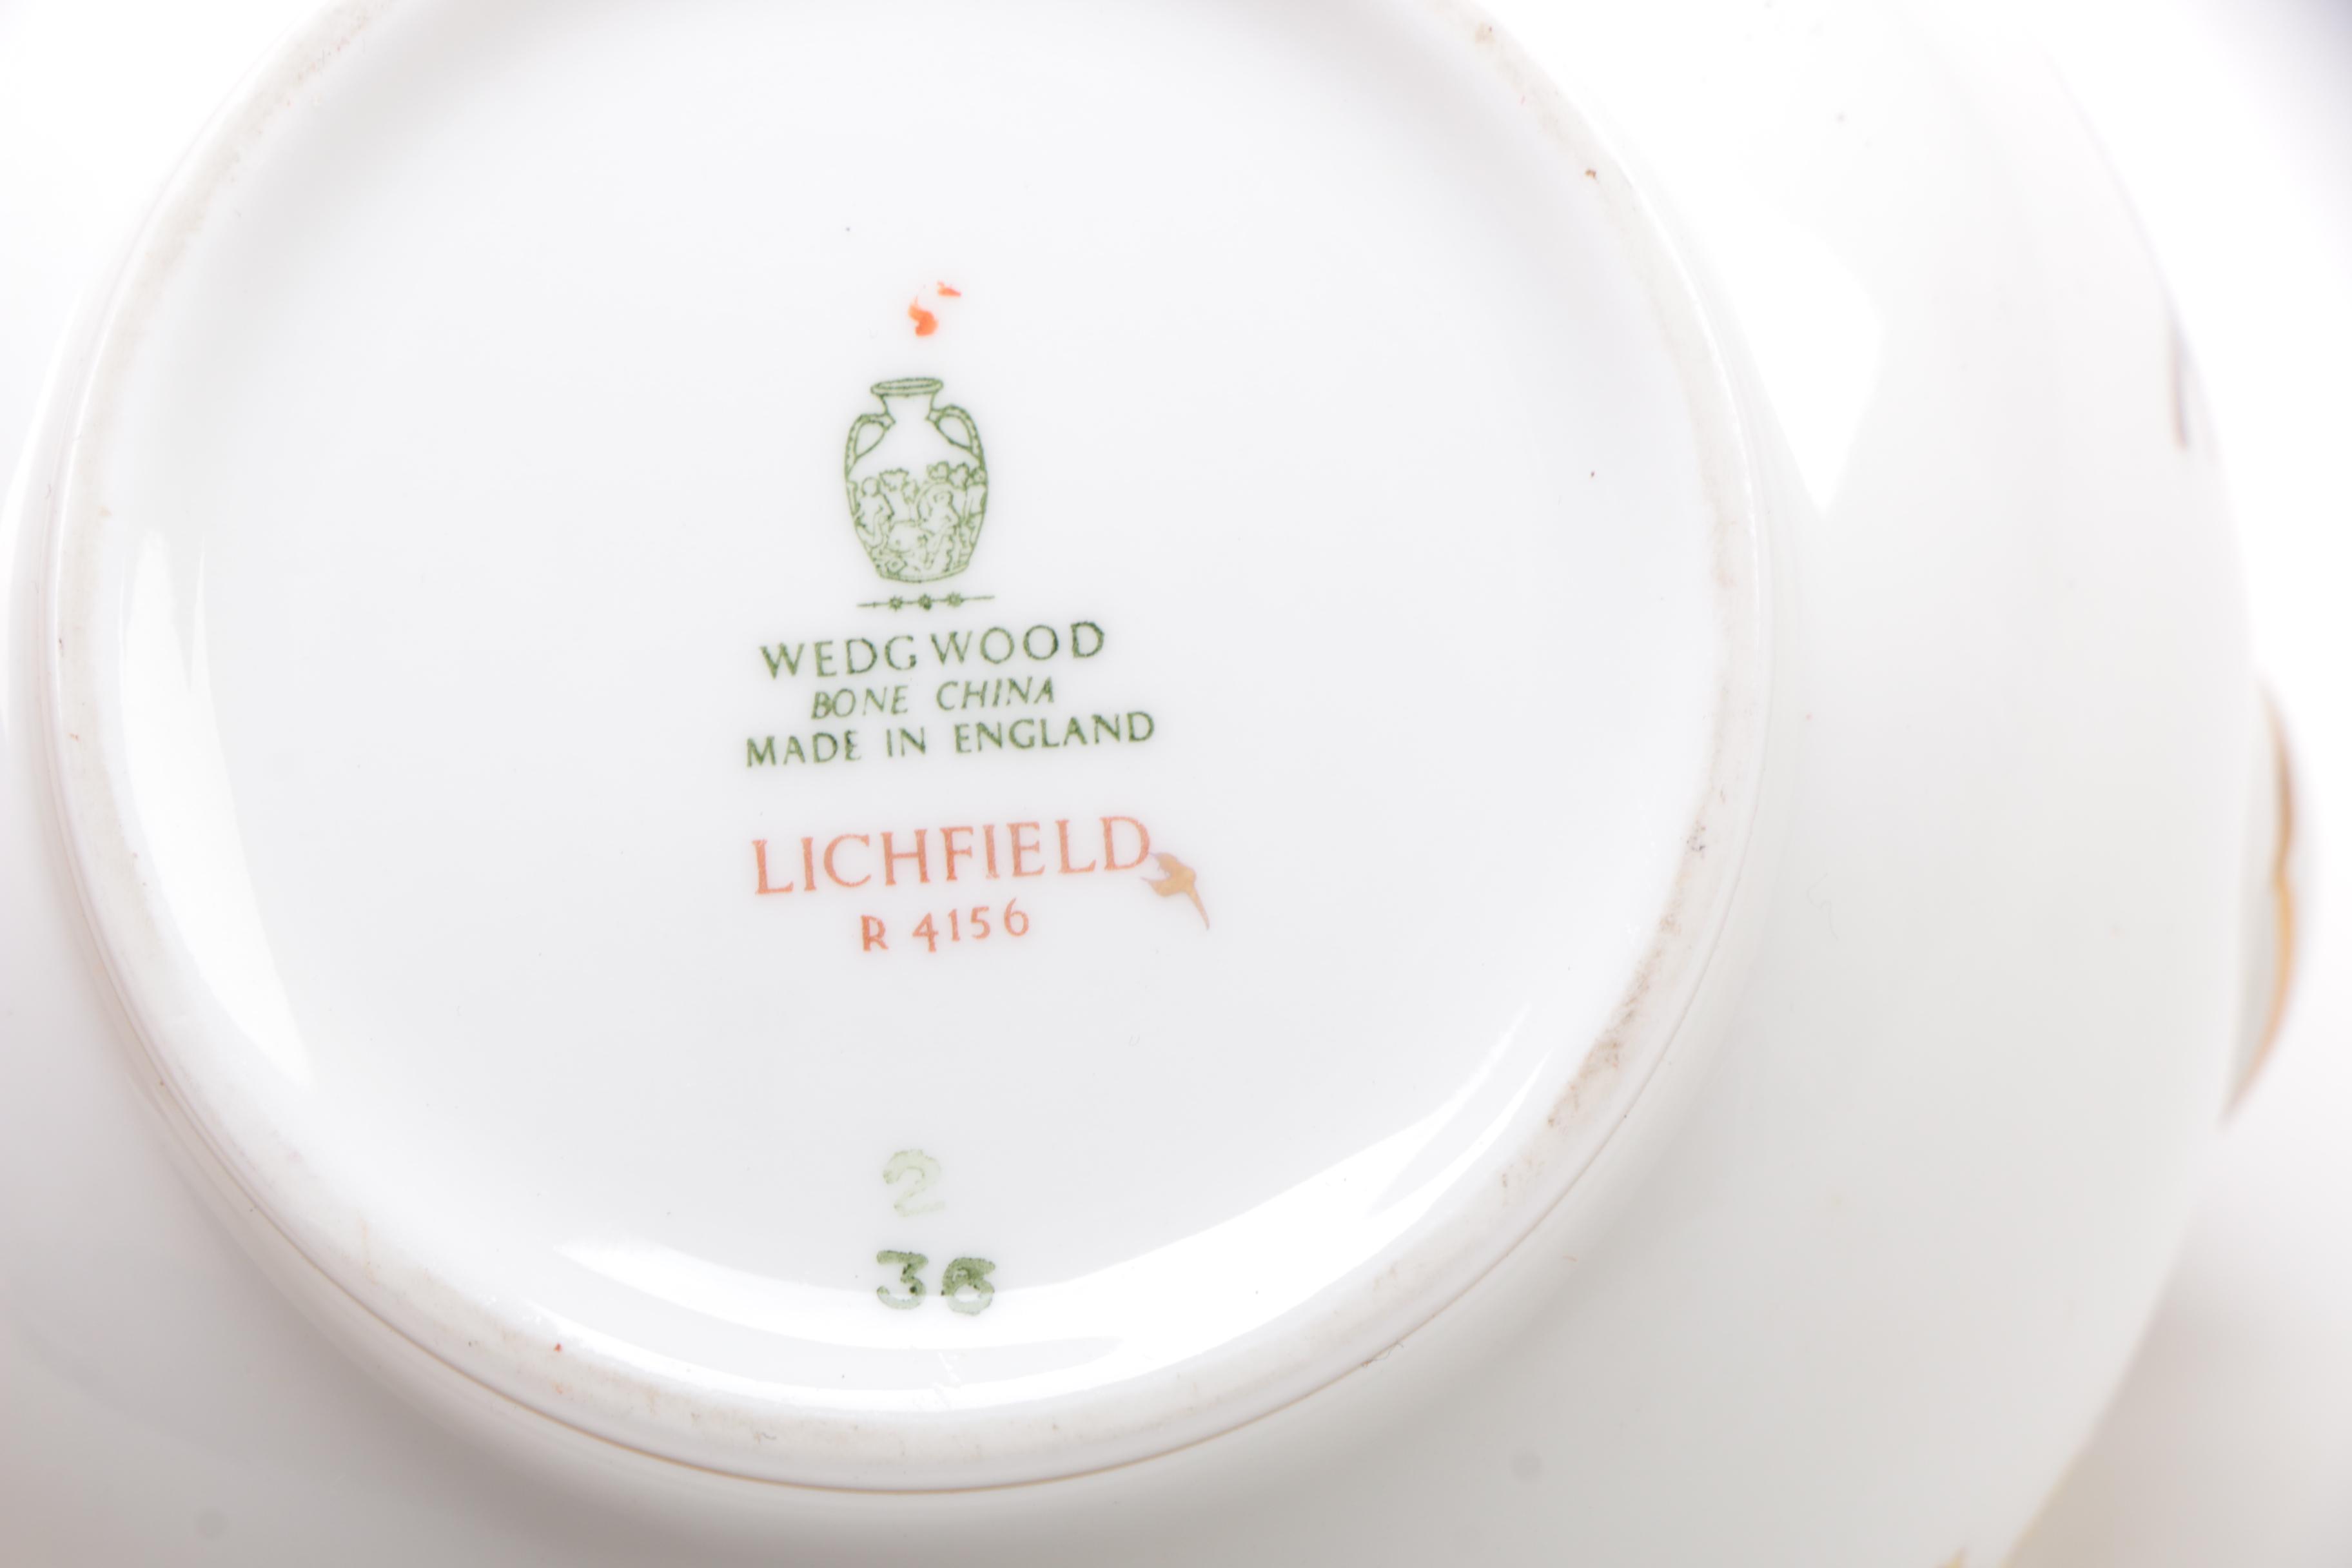 WEDGWOOD
BONE CHINA
MADE IN ENGLAND
LICHFIELD
R 4156
2
36